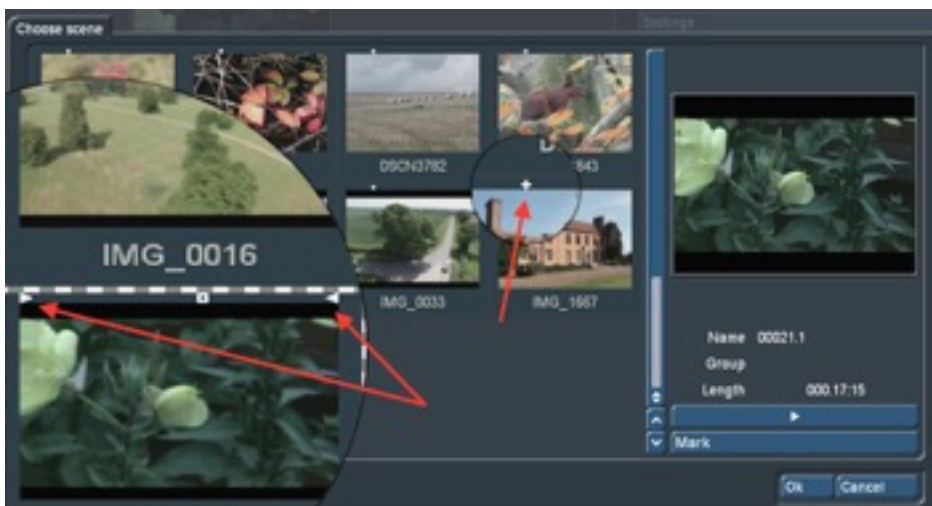 Settings
Choose scene
DSCN3782
843
IMG_0016
IMG_0033
IMG_1667
Name 00021.1
Group
Length 000.17:15
Mark
Ok
Cancel